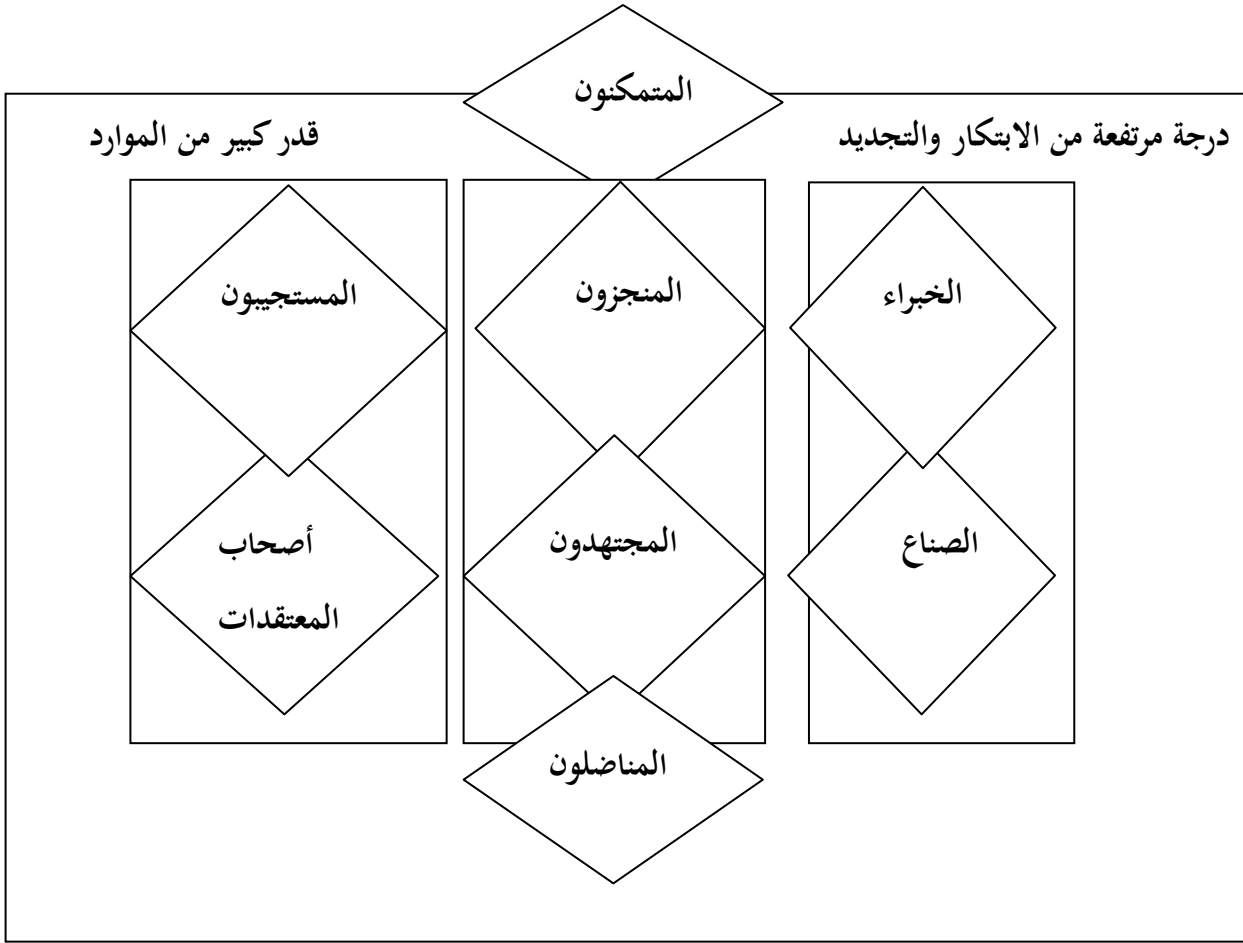 المتمكنون
درجة مرتفعة من الابتكار والتجديد
قدر كبير من الموارد
الخبراء
المنجزون
المستجيبون
الصناع
المجتهدون
أصحاب
المعتقدات
المناضلون